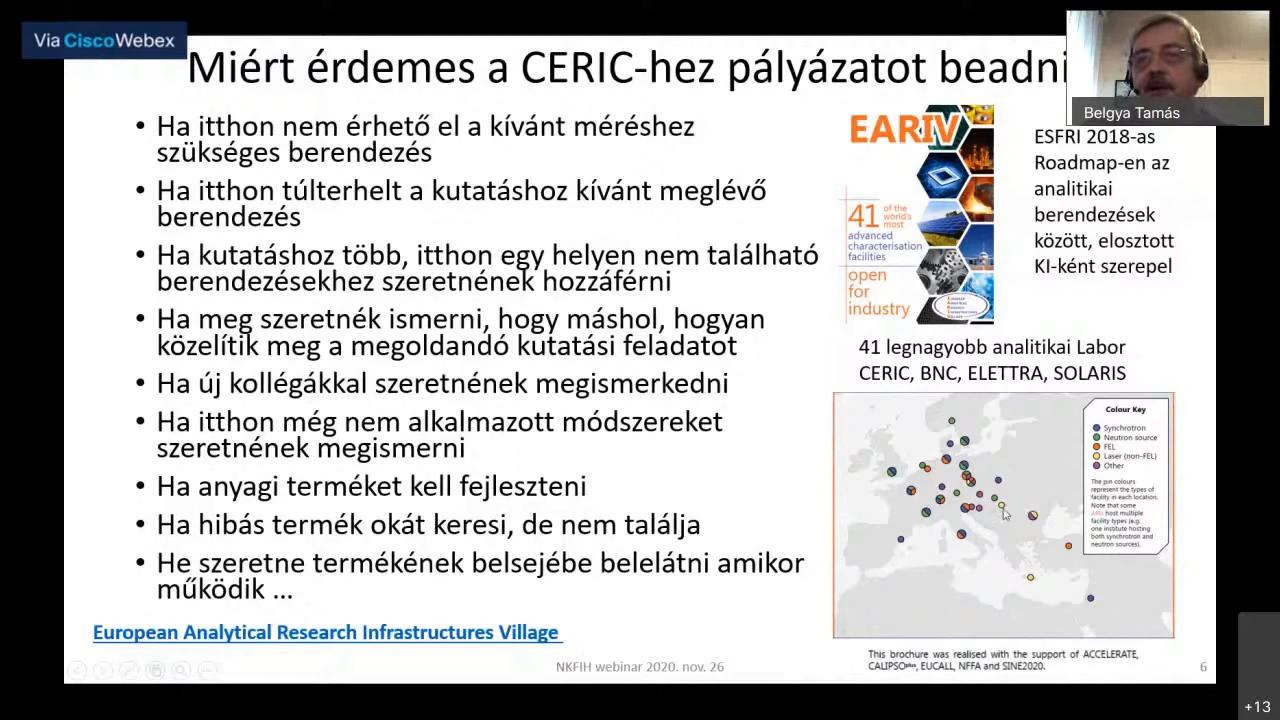 Via CiscoWebex
Miért érdemes a CERIC-hez pályázatot beadni
Belgya Tamás
• Ha itthon nem érhető el a kívánt méréshez
szükséges berendezés
• Ha itthon túlterhelt a kutatáshoz kívánt meglévő
berendezés
• Ha kutatáshoz több, itthon egy helyen nem található
berendezésekhez szeretnének hozzáférni
• Ha meg szeretnék ismerni, hogy máshol, hogyan
közelítik meg a megoldandó kutatási feladatot
• Ha új kollégákkal szeretnének megismerkedni
• Ha itthon még nem alkalmazott módszereket
szeretnének megismerni
• Ha anyagi terméket kell fejleszteni
• Ha hibás termék okát keresi, de nem találja
• He szeretne termékének belsejébe belelátni amikor
működik ...
European Analytical Research Infrastructures Village
EARIV
41 of the
world's
most
advanced
characterisation
facilities
open
for
industry
ESFRI 2018-as
Roadmap-en az
analitikai
berendezések
között, elosztott
KI-ként szerepel
41 legnagyobb analitikai Labor
CERIC, BNC, ELETTRA, SOLARIS
Colour Key
Synchrotron
Neutron source
FEL
Laser (non-FEL)
Other
The pin colours
represent the types of
facility in each location.
Note that some
host multiple
facility types (e.g.
one institute hosting
both synchrotron and
neutron sources).
This brochure was realised with the support of ACCELERATE,
CALIPSOplus, EUCALL, NFFA and SINE2020.
NKFIH webinar 2020. nov. 26
6
+13